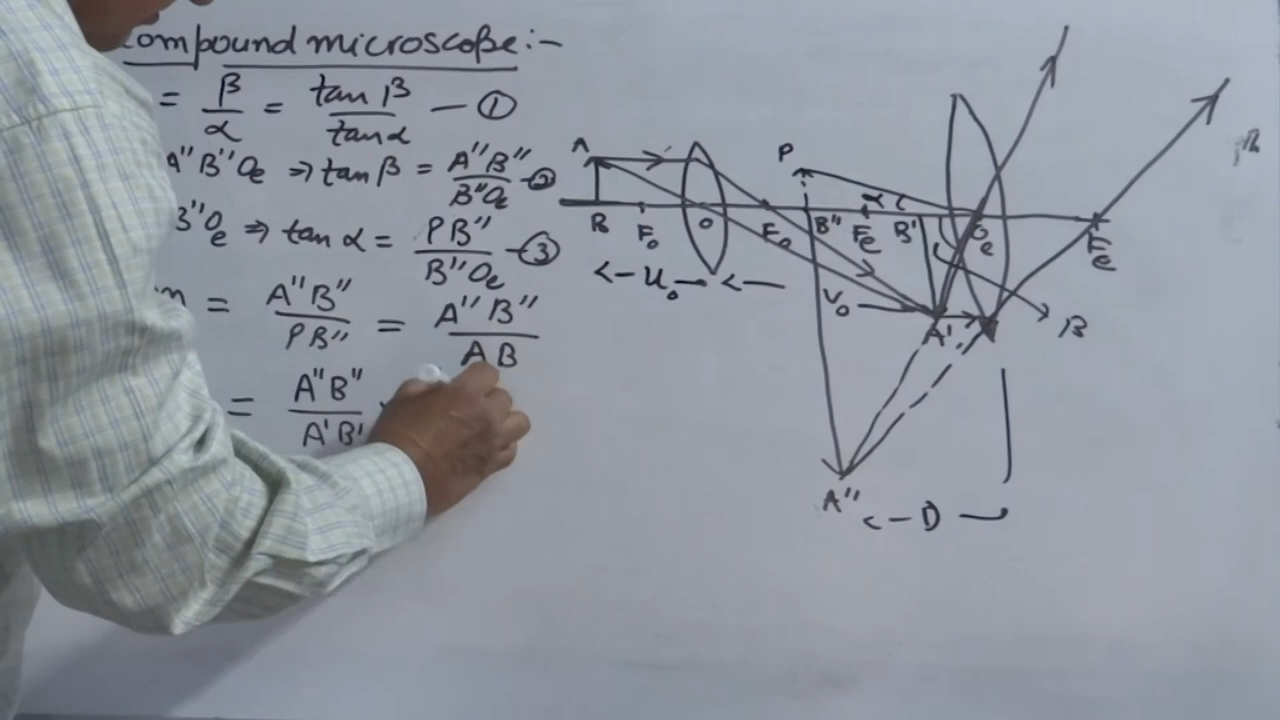 ompound microscope:-
= β/α = tan β/tan α — ①
A''B''Oe ⇒ tan β = A''B''/B''Oe — ②
B''Oe ⇒ tan α = PB''/B''Oe — ③
m = A''B''/PB'' = A''B''/AB
= A''B''/A'B'
A
P
α
B Fo O Fo B'' Fe B' Oe Fe
<- uo - <-
vo
A'
β
A''
<- D -